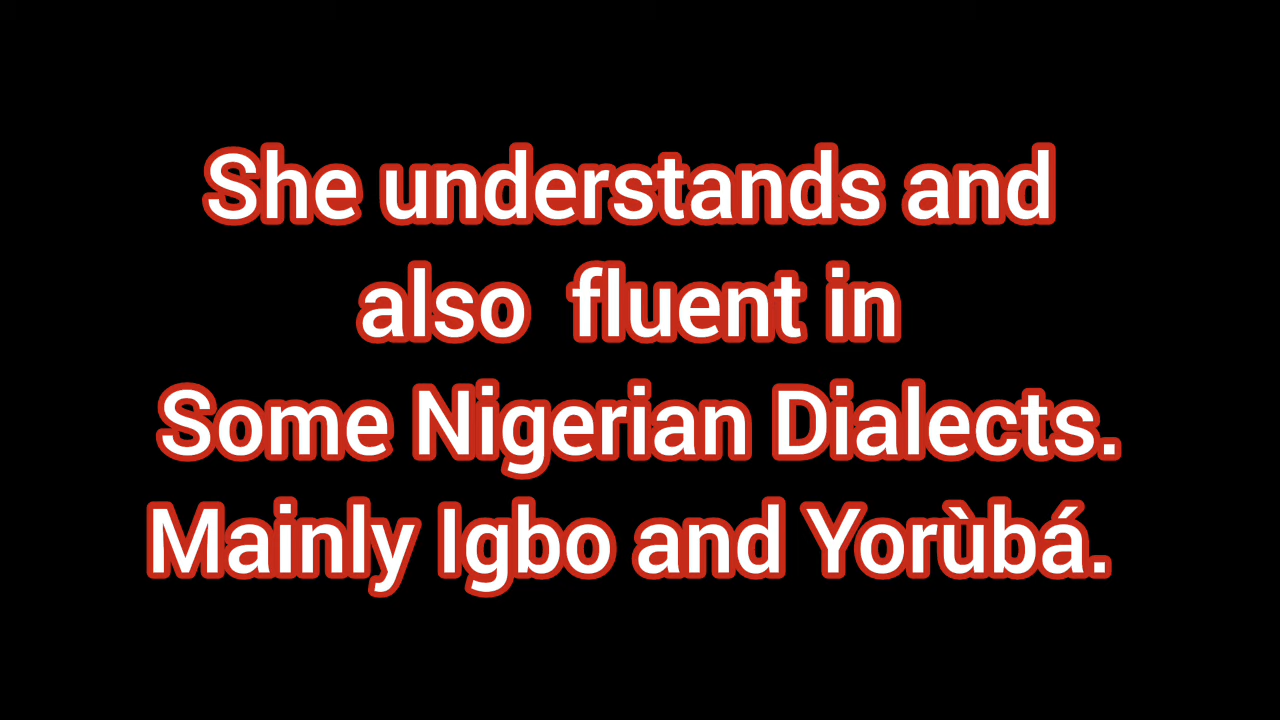 She understands and
also  fluent in
Some Nigerian Dialects.
Mainly Igbo and Yorùbá.